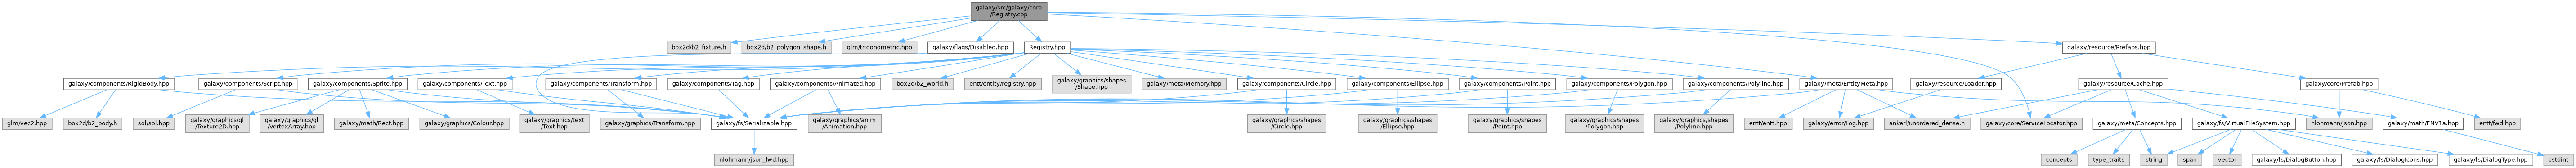 galaxy/src/galaxy/core
/Registry.cpp
box2d/b2_fixture.h
box2d/b2_polygon_shape.h
glm/trigonometric.hpp
galaxy/flags/Disabled.hpp
Registry.hpp
galaxy/resource/Prefabs.hpp
galaxy/components/RigidBody.hpp
galaxy/components/Script.hpp
galaxy/components/Sprite.hpp
galaxy/components/Text.hpp
galaxy/components/Transform.hpp
galaxy/components/Tag.hpp
galaxy/components/Animated.hpp
box2d/b2_world.h
entt/entity/registry.hpp
galaxy/graphics/shapes
/Shape.hpp
galaxy/meta/Memory.hpp
galaxy/components/Circle.hpp
galaxy/components/Ellipse.hpp
galaxy/components/Point.hpp
galaxy/components/Polygon.hpp
galaxy/components/Polyline.hpp
galaxy/meta/EntityMeta.hpp
galaxy/resource/Loader.hpp
galaxy/resource/Cache.hpp
galaxy/core/Prefab.hpp
glm/vec2.hpp
box2d/b2_body.h
sol/sol.hpp
galaxy/graphics/gl
/Texture2D.hpp
galaxy/graphics/gl
/VertexArray.hpp
galaxy/math/Rect.hpp
galaxy/graphics/Colour.hpp
galaxy/graphics/text
/Text.hpp
galaxy/graphics/Transform.hpp
galaxy/fs/Serializable.hpp
galaxy/graphics/anim
/Animation.hpp
galaxy/graphics/shapes
/Circle.hpp
galaxy/graphics/shapes
/Ellipse.hpp
galaxy/graphics/shapes
/Point.hpp
galaxy/graphics/shapes
/Polygon.hpp
galaxy/graphics/shapes
/Polyline.hpp
entt/entt.hpp
galaxy/error/Log.hpp
ankerl/unordered_dense.h
galaxy/core/ServiceLocator.hpp
galaxy/meta/Concepts.hpp
galaxy/fs/VirtualFileSystem.hpp
nlohmann/json.hpp
galaxy/math/FNV1a.hpp
entt/fwd.hpp
nlohmann/json_fwd.hpp
concepts
type_traits
string
span
vector
galaxy/fs/DialogButton.hpp
galaxy/fs/DialogIcons.hpp
galaxy/fs/DialogType.hpp
cstdint